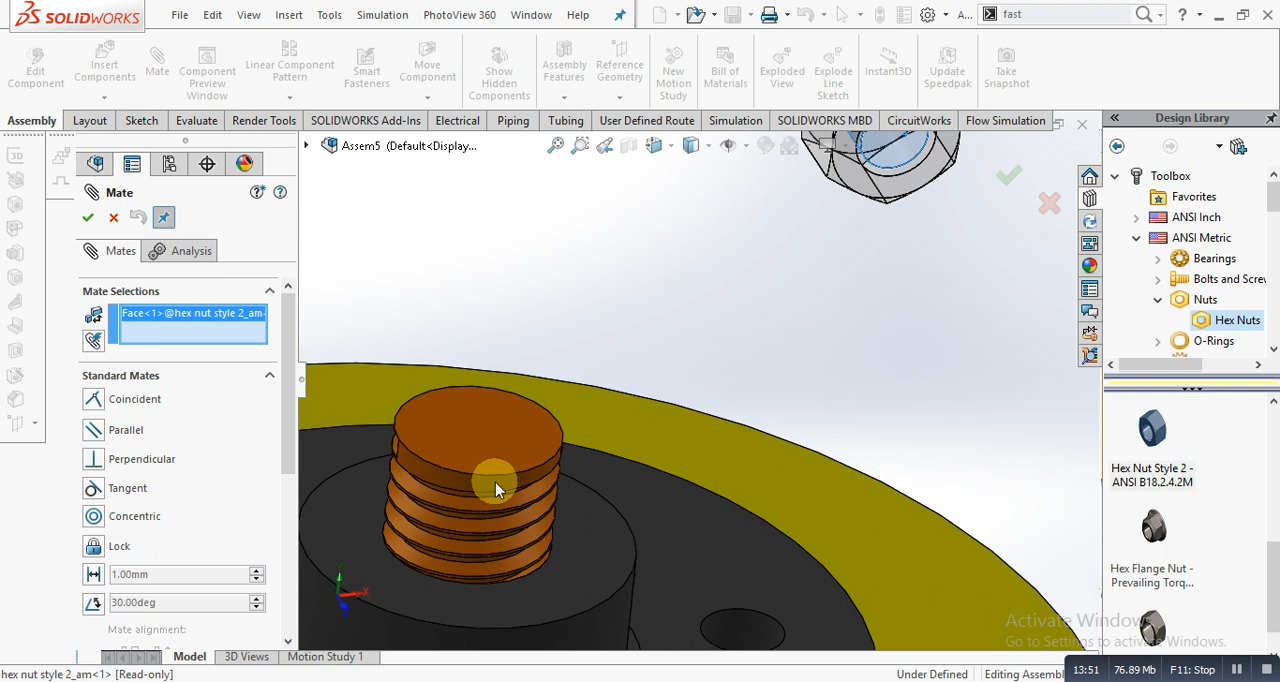 SOLIDWORKS File Edit View Insert Tools Simulation PhotoView 360 Window Help A... fast ?
Edit Component
Insert Components
Mate
Component Preview Window
Linear Component Pattern
Smart Fasteners
Move Component
Show Hidden Components
Assembly Features
Reference Geometry
New Motion Study
Bill of Materials
Exploded View
Explode Line Sketch
Instant3D
Update Speedpak
Take Snapshot
Assembly Layout Sketch Evaluate Render Tools SOLIDWORKS Add-Ins Electrical Piping Tubing User Defined Route Simulation SOLIDWORKS MBD CircuitWorks Flow Simulation
Design Library
Assem5 (Default<Display...
Mate
Mates Analysis
Mate Selections
Face<1>@hex nut style 2_am-
Standard Mates
Coincident
Parallel
Perpendicular
Tangent
Concentric
Lock
1.00mm
30.00deg
Mate alignment:
Toolbox
Favorites
ANSI Inch
ANSI Metric
Bearings
Bolts and Screw
Nuts
Hex Nuts
O-Rings
Hex Nut Style 2 -
ANSI B18.2.4.2M
Hex Flange Nut -
Prevailing Torq...
Activate Windows
Go to Settings to activate Windows.
Model 3D Views Motion Study 1
hex nut style 2_am<1> [Read-only] Under Defined Editing Assembl
13:51 76.89 MB F11: Stop